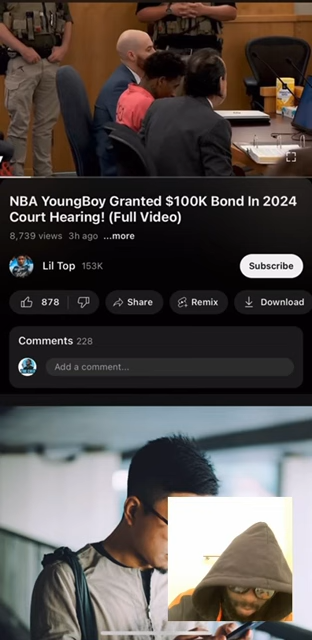 NBA YoungBoy Granted $100K Bond In 2024
Court Hearing! (Full Video)
8,739 views 3h ago ...more
Lil Top 153K
Subscribe
878
Share
Remix
Download
Comments 228
Add a comment...